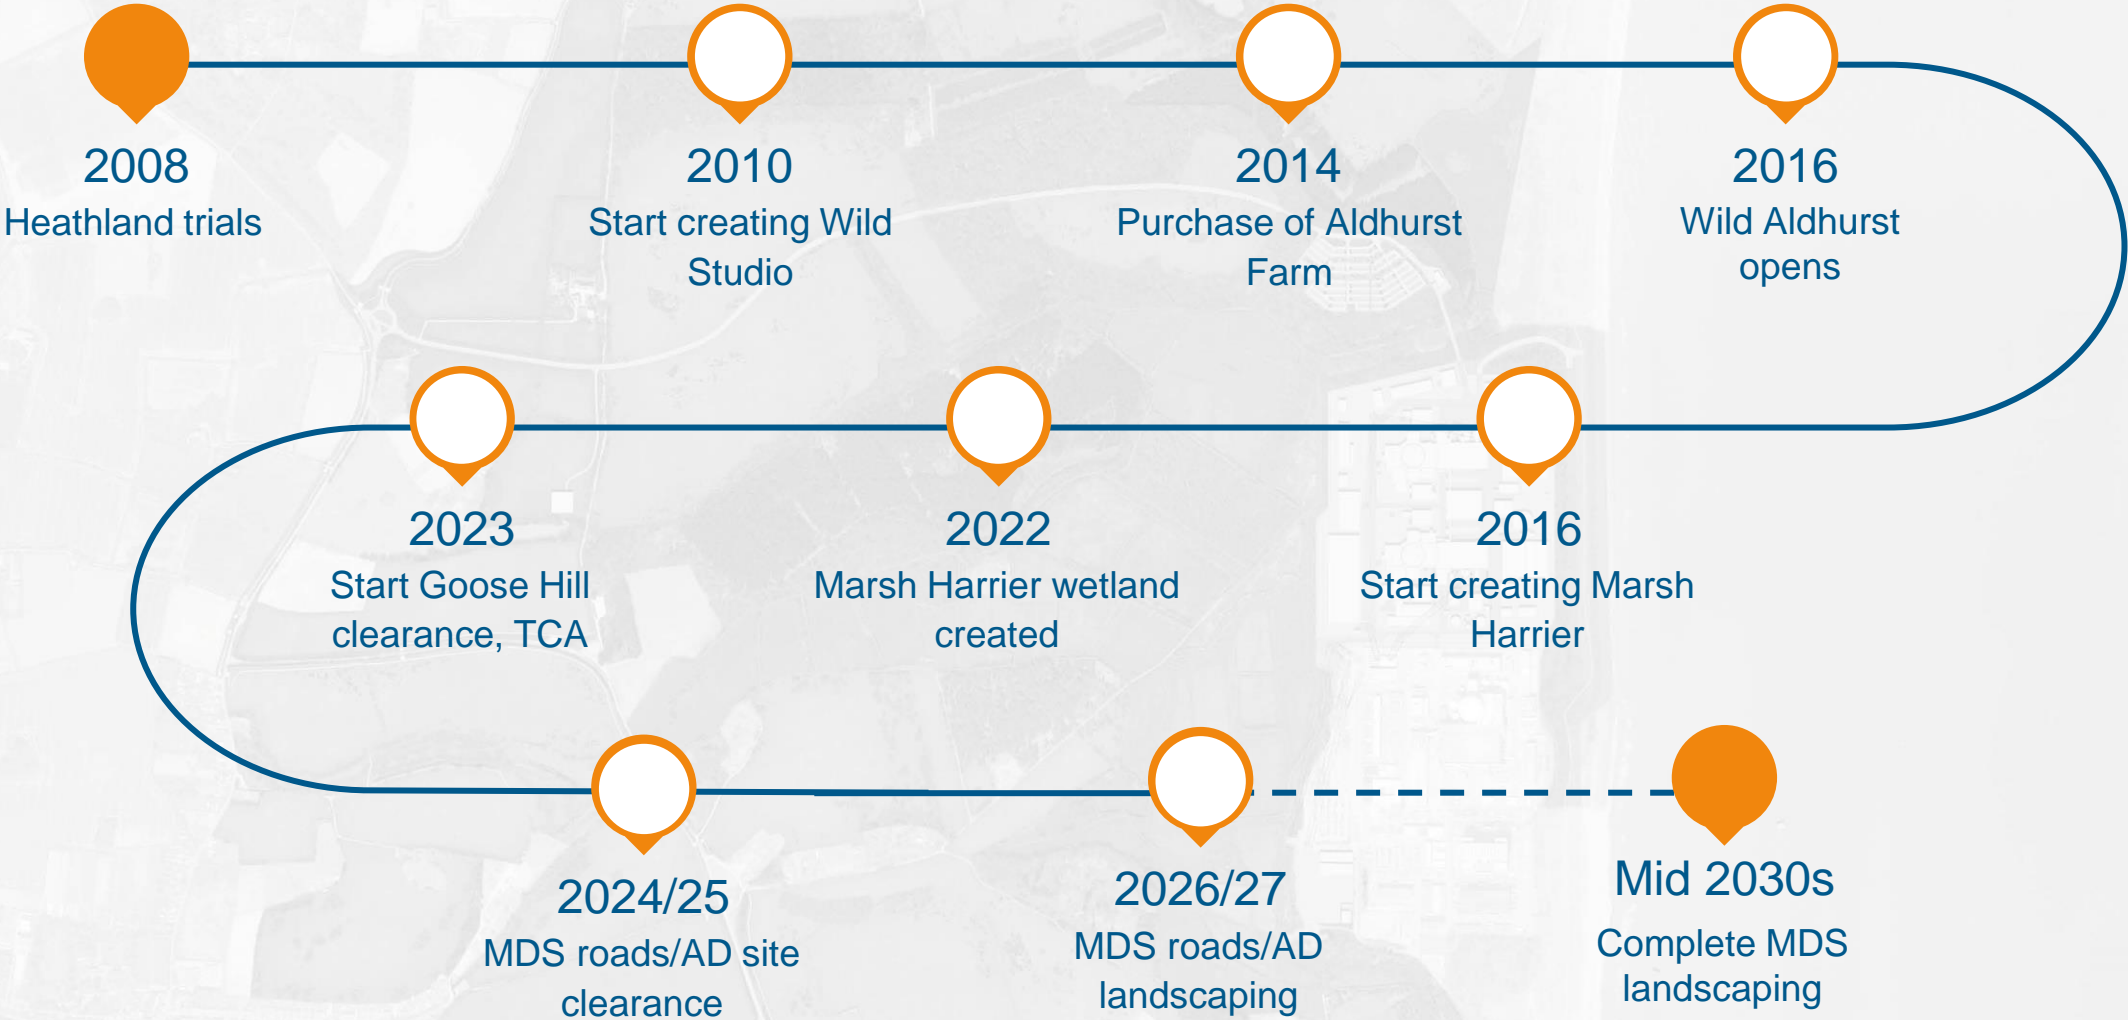 2008
Heathland trials
2010
Start creating Wild
Studio
2014
Purchase of Aldhurst
Farm
2016
Wild Aldhurst
opens
2023
Start Goose Hill
clearance, TCA
2022
Marsh Harrier wetland
created
2016
Start creating Marsh
Harrier
2024/25
MDS roads/AD site
clearance
2026/27
MDS roads/AD
landscaping
Mid 2030s
Complete MDS
landscaping